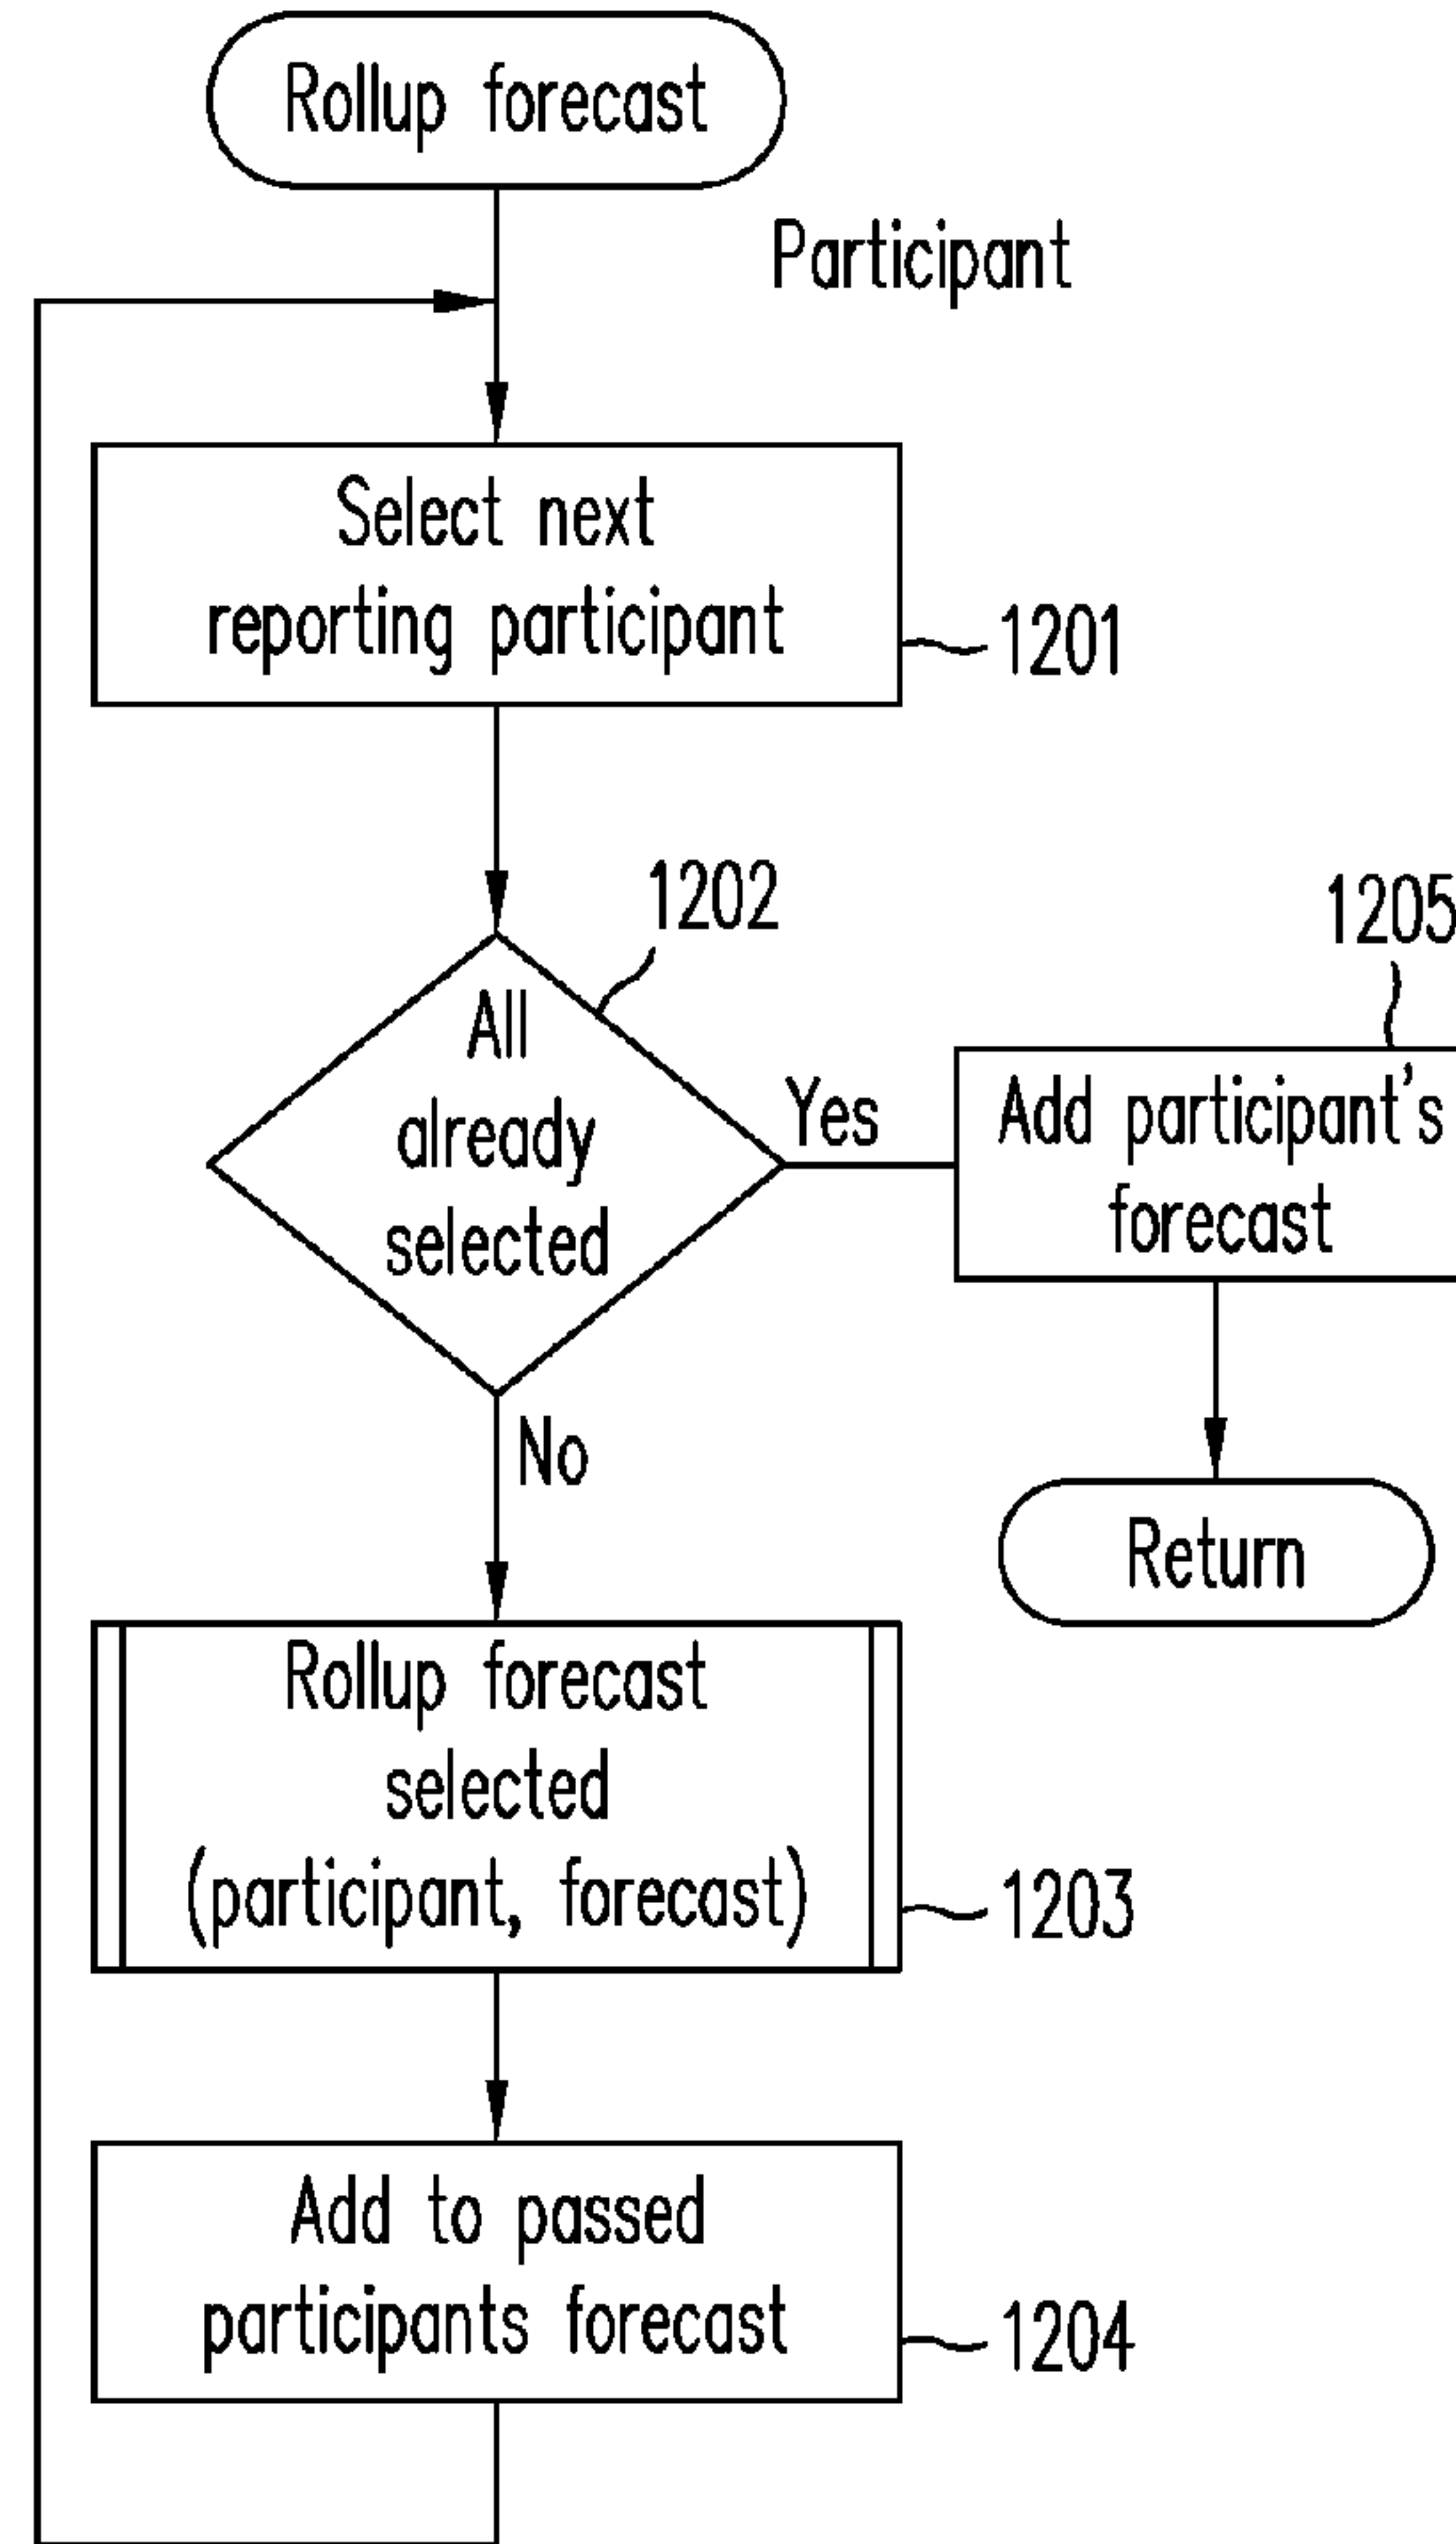 Rollup forecast
Participant
Select next
reporting participant
1201
1202
All
already
selected
Yes
1205
Add participant's
forecast
Return
No
Rollup forecast
selected
(participant, forecast)
1203
Add to passed
participants forecast
1204